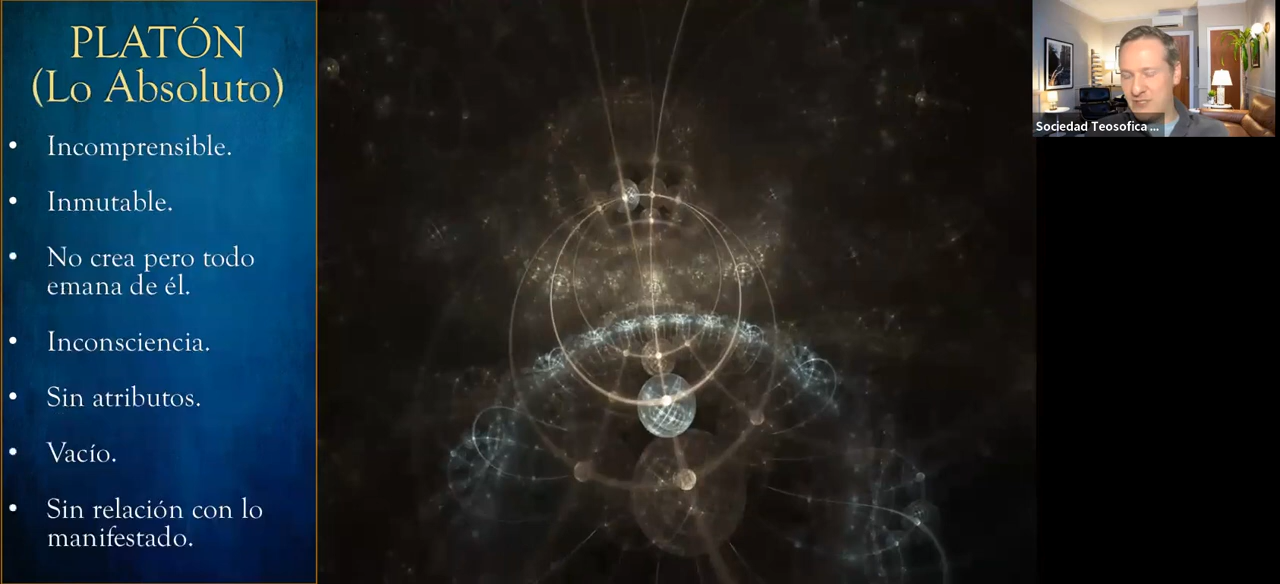 PLATÓN
(Lo Absoluto)
• Incomprensible.
• Inmutable.
• No crea pero todo
emana de él.
• Inconsciencia.
• Sin atributos.
• Vacío.
• Sin relación con lo
manifestado.
Sociedad Teosofica ...